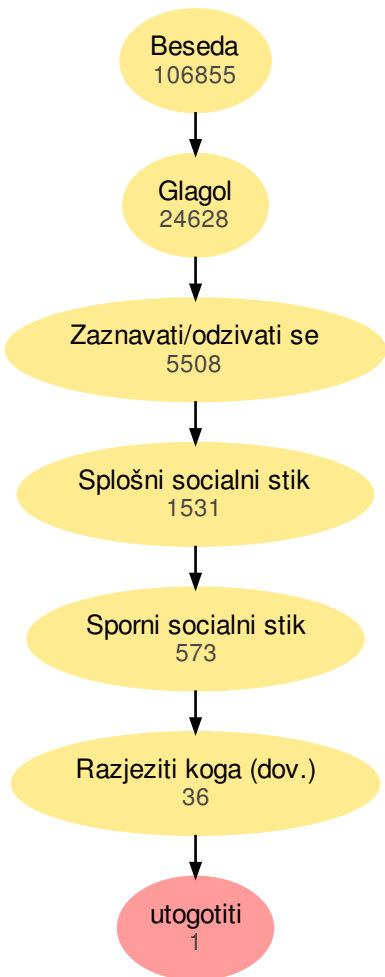 Beseda
106855
Glagol
24628
Zaznavati/odzivati se
5508
Splošni socialni stik
1531
Sporni socialni stik
573
Razjeziti koga (dov.)
36
utogotiti
1